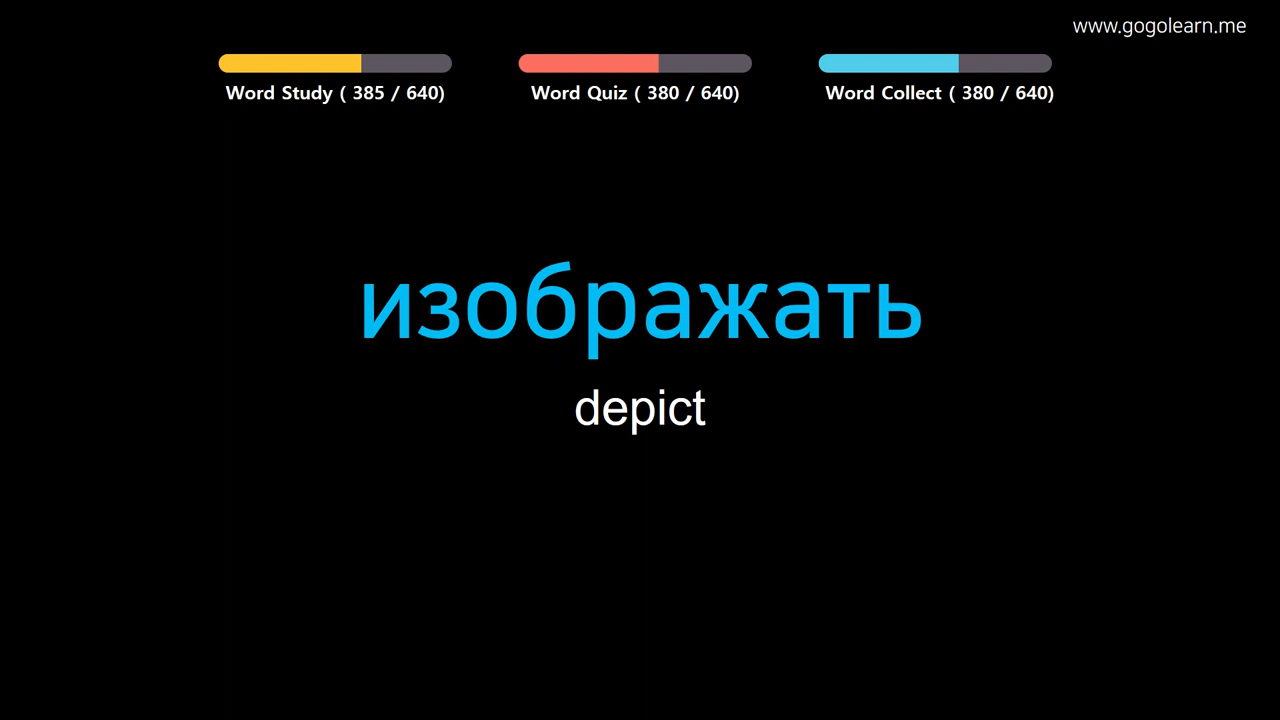 www.gogolearn.me
Word Study ( 385 / 640)
Word Quiz ( 380 / 640)
Word Collect ( 380 / 640)
изображать
depict